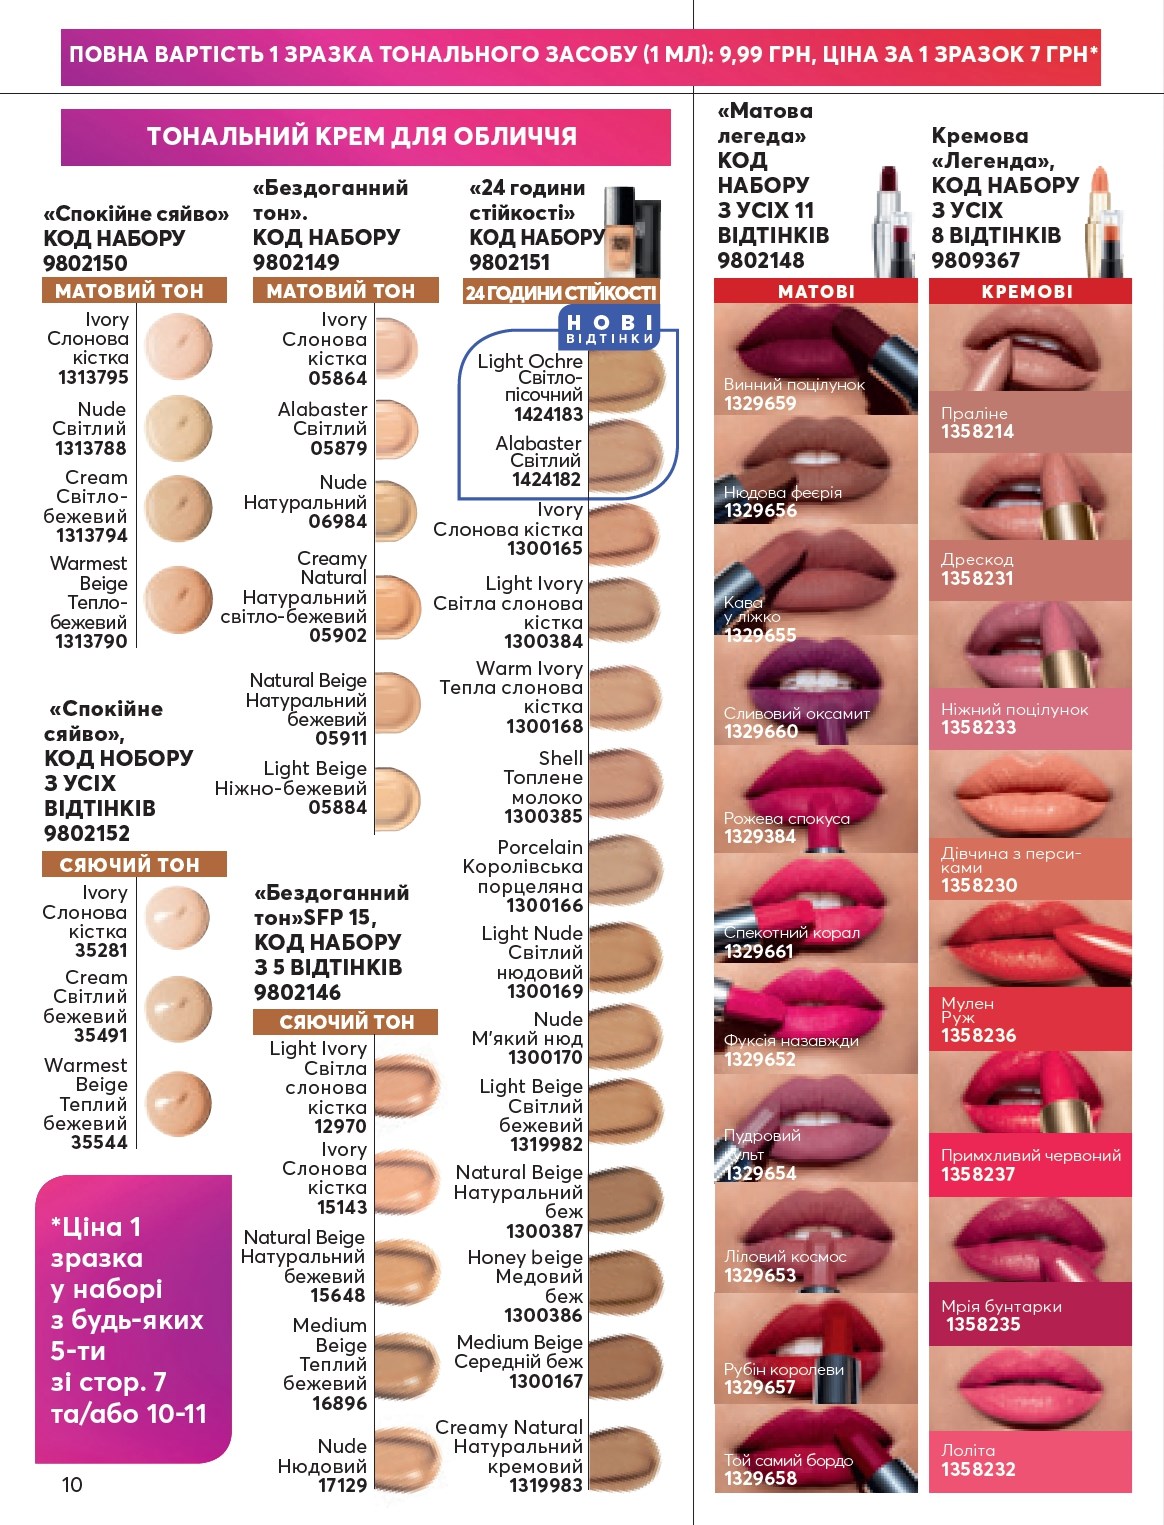 ПОВНА ВАРТІСТЬ 1 ЗРАЗКА ТОНАЛЬНОГО ЗАСОБУ (1 МЛ): 9,99 ГРН, ЦІНА ЗА 1 ЗРАЗОК 7 ГРН*
ТОНАЛЬНИЙ КРЕМ ДЛЯ ОБЛИЧЧЯ
«Спокійне сяйво»
КОД НАБОРУ
9802150
МАТОВИЙ ТОН
Ivory
Слонова
кістка
1313795
Nude
Світлий
1313788
Cream
Світло-
бежевий
1313794
Warmest
Beige
Тепло-
бежевий
1313790
«Спокійне
сяйво»,
КОД НОБОРУ
З УСІХ
ВІДТІНКІВ
9802152
СЯЮЧИЙ ТОН
Ivory
Слонова
кістка
35281
Cream
Світлий
бежевий
35491
Warmest
Beige
Теплий
бежевий
35544
*Ціна 1
зразка
у наборі
з будь-яких
5-ти
зі стор. 7
та/або 10-11
10
«Бездоганний
тон».
КОД НАБОРУ
9802149
МАТОВИЙ ТОН
Ivory
Слонова
кістка
05864
Alabaster
Світлий
05879
Nude
Натуральний
06984
Creamy
Natural
Натуральний
світло-бежевий
05902
Natural Beige
Натуральний
бежевий
05911
Light Beige
Ніжно-бежевий
05884
«Бездоганний
тон»SFP 15,
КОД НАБОРУ
З 5 ВІДТІНКІВ
9802146
СЯЮЧИЙ ТОН
Light Ivory
Світла
слонова
кістка
12970
Ivory
Слонова
кістка
15143
Natural Beige
Натуральний
бежевий
15648
Medium
Beige
Теплий
бежевий
16896
Nude
Нюдовий
17129
«24 години
стійкості»
КОД НАБОРУ
9802151
24 ГОДИНИ СТІЙКОСТІ
НОВІ
ВІДТІНКИ
Light Ochre
Світло-
пісочний
1424183
Alabaster
Світлий
1424182
Ivory
Слонова кістка
1300165
Light Ivory
Світла слонова
кістка
1300384
Warm Ivory
Тепла слонова
кістка
1300168
Shell
Топлене
молоко
1300385
Porcelain
Королівська
порцеляна
1300166
Light Nude
Світлий
нюдовий
1300169
Nude
М'який нюд
1300170
Light Beige
Світлий
бежевий
1319982
Natural Beige
Натуральний
беж
1300387
Honey beige
Медовий
беж
1300386
Medium Beige
Середній беж
1300167
Creamy Natural
Натуральний
кремовий
1319983
«Матова
легеда»
КОД
НАБОРУ
З УСІХ 11
ВІДТІНКІВ
9802148
МАТОВІ
Винний поцілунок
1329659
Нюдова феєрія
1329656
Кава
у ліжко
1329655
Сливовий оксамит
1329660
Рожева спокуса
1329384
Спекотний корал
1329661
Фуксія назавжди
1329652
Пудровий
культ
1329654
Ліловий космос
1329653
Рубін королеви
1329657
Той самий бордо
1329658
Кремова
«Легенда»,
КОД НАБОРУ
З УСІХ
8 ВІДТІНКІВ
9809367
КРЕМОВІ
Праліне
1358214
Дрескод
1358231
Ніжний поцілунок
1358233
Дівчина з перси-
ками
1358230
Мулен
Руж
1358236
Примхливий червоний
1358237
Мрія бунтарки
1358235
Лоліта
1358232